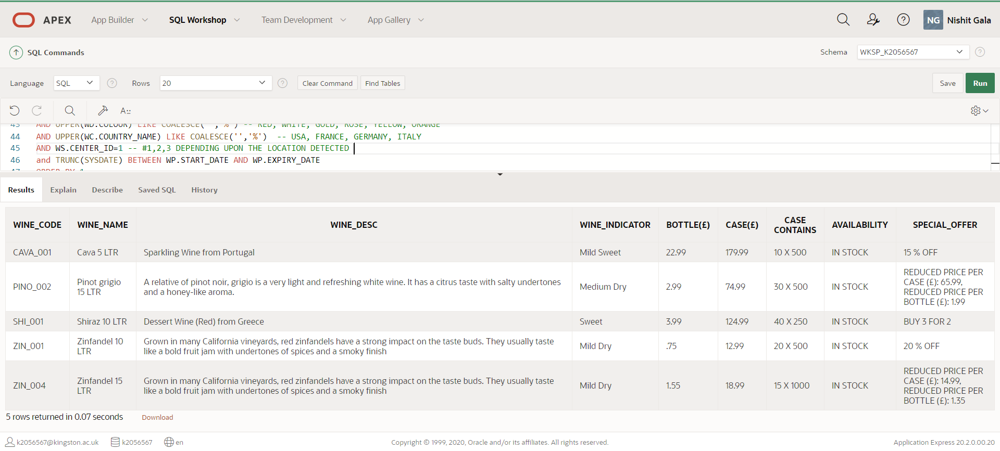 APEX App Builder SQL Workshop Team Development App Gallery NG Nishit Gala
SQL Commands Schema WKSP_K2056567 ?
Language SQL ? Rows 20 ? Clear Command Find Tables Save Run
43 AND UPPER(WD.COLOUR) LIKE COALESCE('','%') -- RED, WHITE, GOLD, ROSE, YELLOW, ORANGE
44 AND UPPER(WC.COUNTRY_NAME) LIKE COALESCE('','%') -- USA, FRANCE, GERMANY, ITALY
45 AND WS.CENTER_ID=1 -- #1,2,3 DEPENDING UPON THE LOCATION DETECTED
46 and TRUNC(SYSDATE) BETWEEN WP.START_DATE AND WP.EXPIRY_DATE
47 ORDER BY 1
Results Explain Describe Saved SQL History
WINE_CODE WINE_NAME WINE_DESC WINE_INDICATOR BOTTLE(£) CASE(£) CASE CONTAINS AVAILABILITY SPECIAL_OFFER
CAVA_001 Cava 5 LTR Sparkling Wine from Portugal Mild Sweet 22.99 179.99 10 X 500 IN STOCK 15 % OFF
PINO_002
Pinot grigio
15 LTR
A relative of pinot noir, grigio is a very light and refreshing white wine. It has a citrus taste with salty undertones
and a honey-like aroma.
Medium Dry 2.99 74.99 30 X 500 IN STOCK
REDUCED PRICE PER
CASE (£): 65.99,
REDUCED PRICE PER
BOTTLE (£): 1.99
SHI_001 Shiraz 10 LTR Dessert Wine (Red) from Greece Sweet 3.99 124.99 40 X 250 IN STOCK BUY 3 FOR 2
ZIN_001
Zinfandel 10
LTR
Grown in many California vineyards, red zinfandels have a strong impact on the taste buds. They usually taste
like a bold fruit jam with undertones of spices and a smoky finish
Mild Dry .75 12.99 20 X 500 IN STOCK 20 % OFF
ZIN_004
Zinfandel 15
LTR
Grown in many California vineyards, red zinfandels have a strong impact on the taste buds. They usually taste
like a bold fruit jam with undertones of spices and a smoky finish
Mild Dry 1.55 18.99 15 X 1000 IN STOCK
REDUCED PRICE PER
CASE (£): 14.99,
REDUCED PRICE PER
BOTTLE (£): 1.35
5 rows returned in 0.07 seconds Download
k2056567@kingston.ac.uk k2056567 en Copyright © 1999, 2020, Oracle and/or its affiliates. All rights reserved. Application Express 20.2.0.00.20